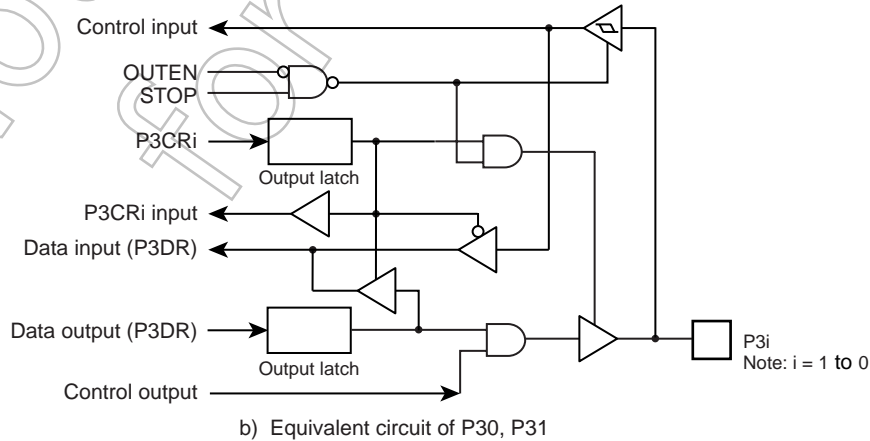 Control input
OUTEN
STOP
P3CRi
Output latch
P3CRi input
Data input (P3DR)
Data output (P3DR)
Output latch
Control output
P3i
Note: i = 1 to 0
b) Equivalent circuit of P30, P31
for